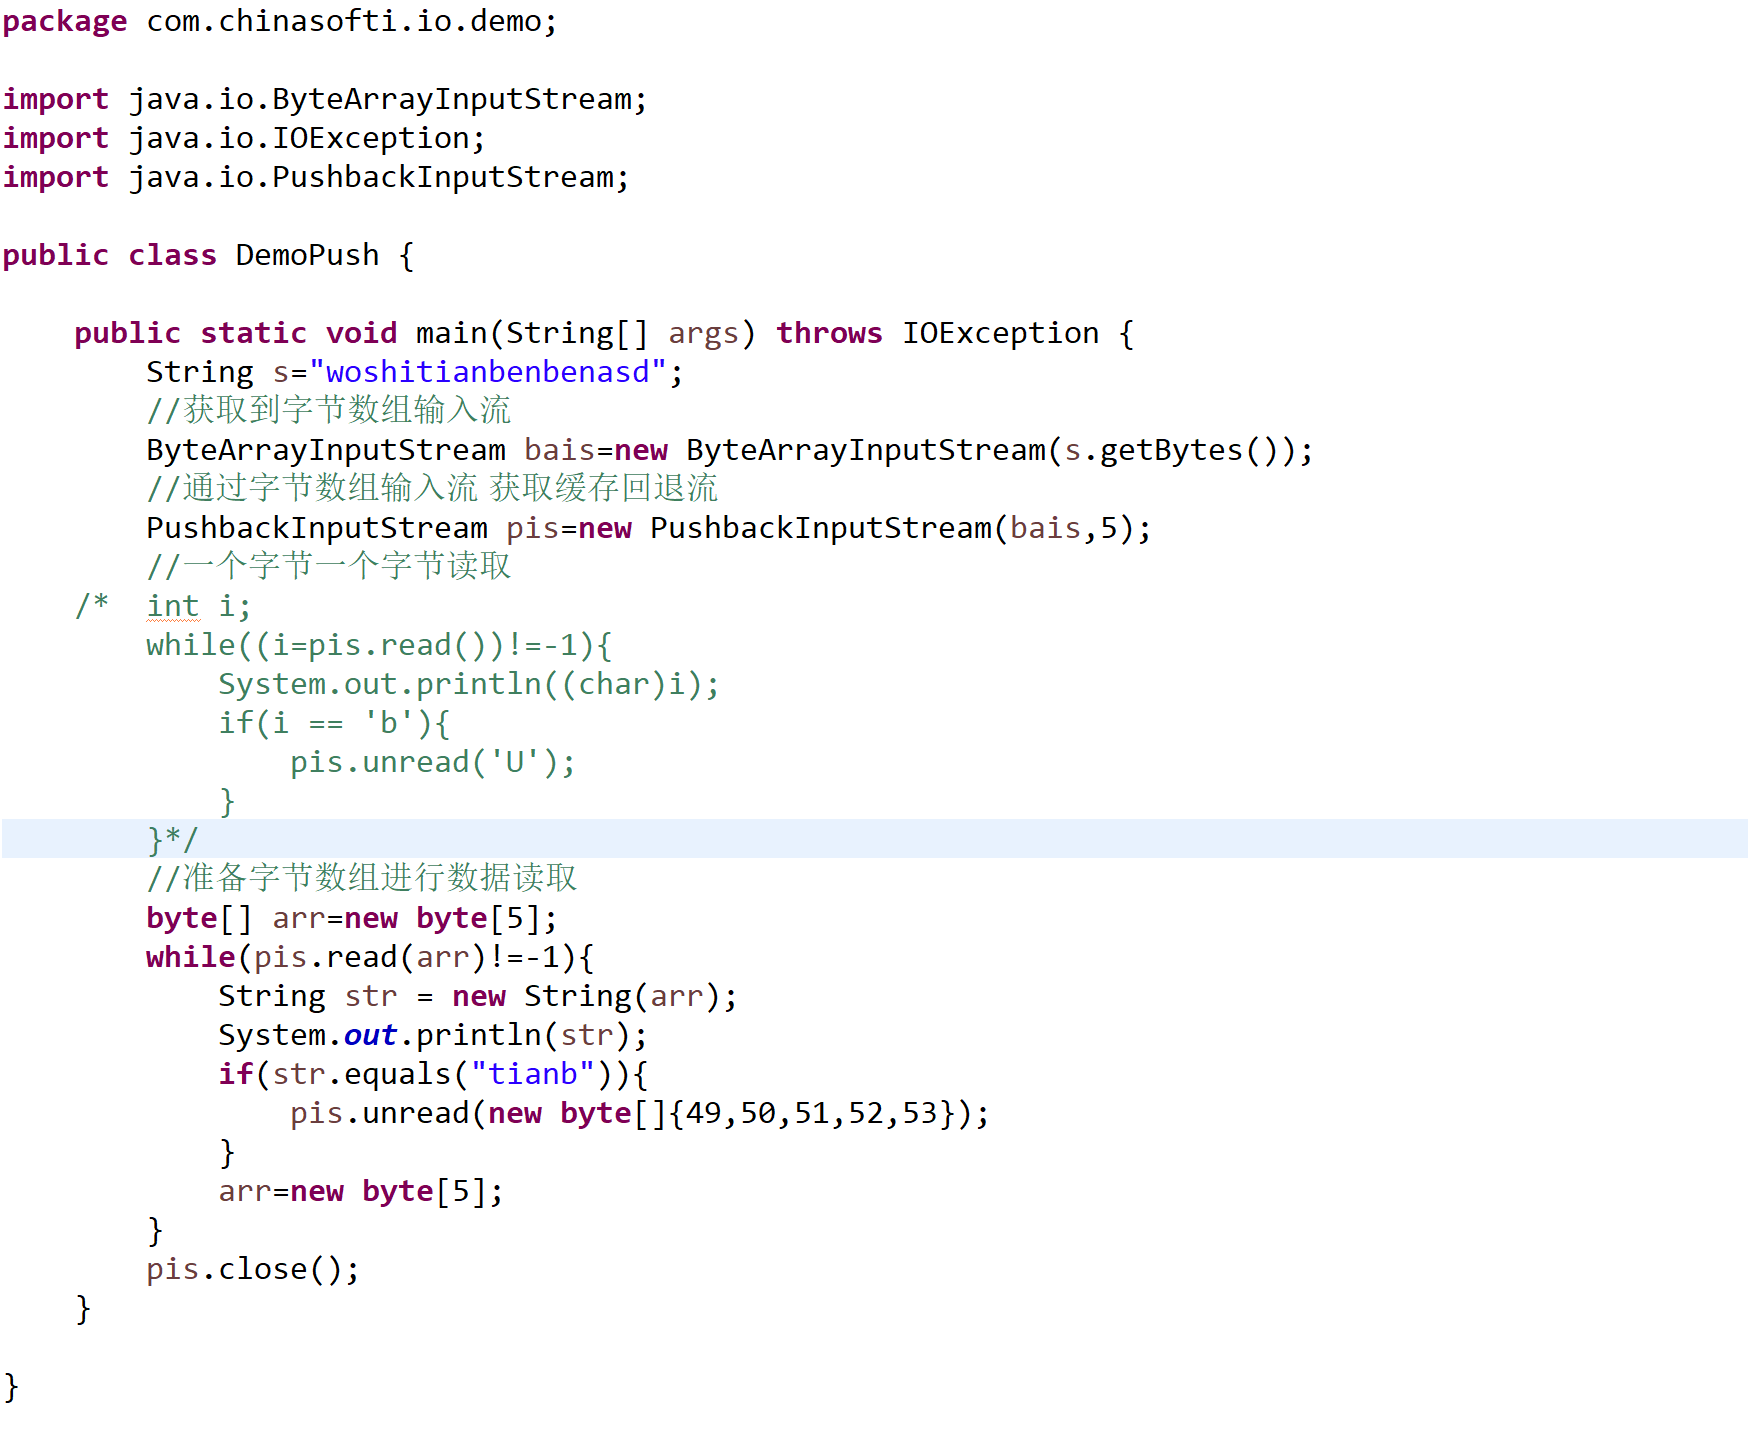 package com.chinasofti.io.demo;

import java.io.ByteArrayInputStream;
import java.io.IOException;
import java.io.PushbackInputStream;

public class DemoPush {

    public static void main(String[] args) throws IOException {
        String s="woshitianbenbenasd";
        //获取到字节数组输入流
        ByteArrayInputStream bais=new ByteArrayInputStream(s.getBytes());
        //通过字节数组输入流 获取缓存回退流
        PushbackInputStream pis=new PushbackInputStream(bais,5);
        //一个字节一个字节读取
    /*  int i;
        while((i=pis.read())!=-1){
            System.out.println((char)i);
            if(i == 'b'){
                pis.unread('U');
            }
        }*/
        //准备字节数组进行数据读取
        byte[] arr=new byte[5];
        while(pis.read(arr)!=-1){
            String str = new String(arr);
            System.out.println(str);
            if(str.equals("tianb")){
                pis.unread(new byte[]{49,50,51,52,53});
            }
            arr=new byte[5];
        }
        pis.close();
    }

}